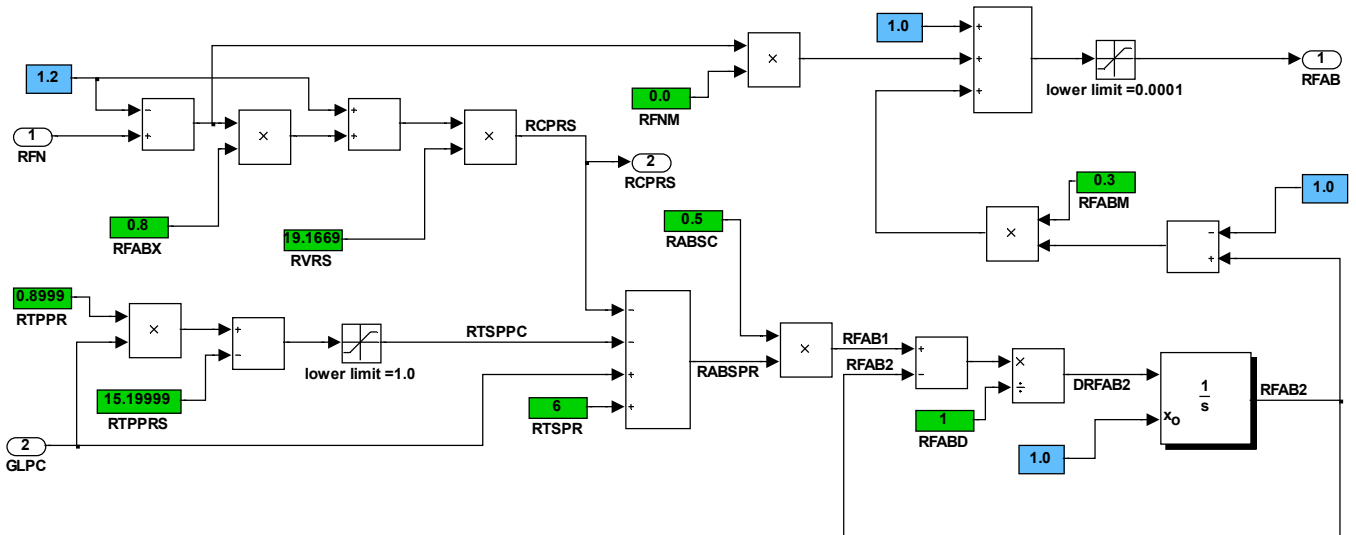 1.0
1
RFAB
lower limit =0.0001
+
+
+
×
0.0
RFNM
1.2
−
+
1
RFN
×
+
+
×
RCPRS
2
RCPRS
0.8
RFABX
19.1669
RVRS
0.5
RABSC
0.3
RFABM
1.0
×
−
+
0.8999
RTPPR
×
+
−
lower limit =1.0
RTSPPC
15.19999
RTPPRS
2
GLPC
−
−
+
+
6
RTSPR
RABSPR
×
RFAB1
RFAB2
+
−
×
÷
1
RFABD
DRFAB2
1.0
1
s
xo
RFAB2